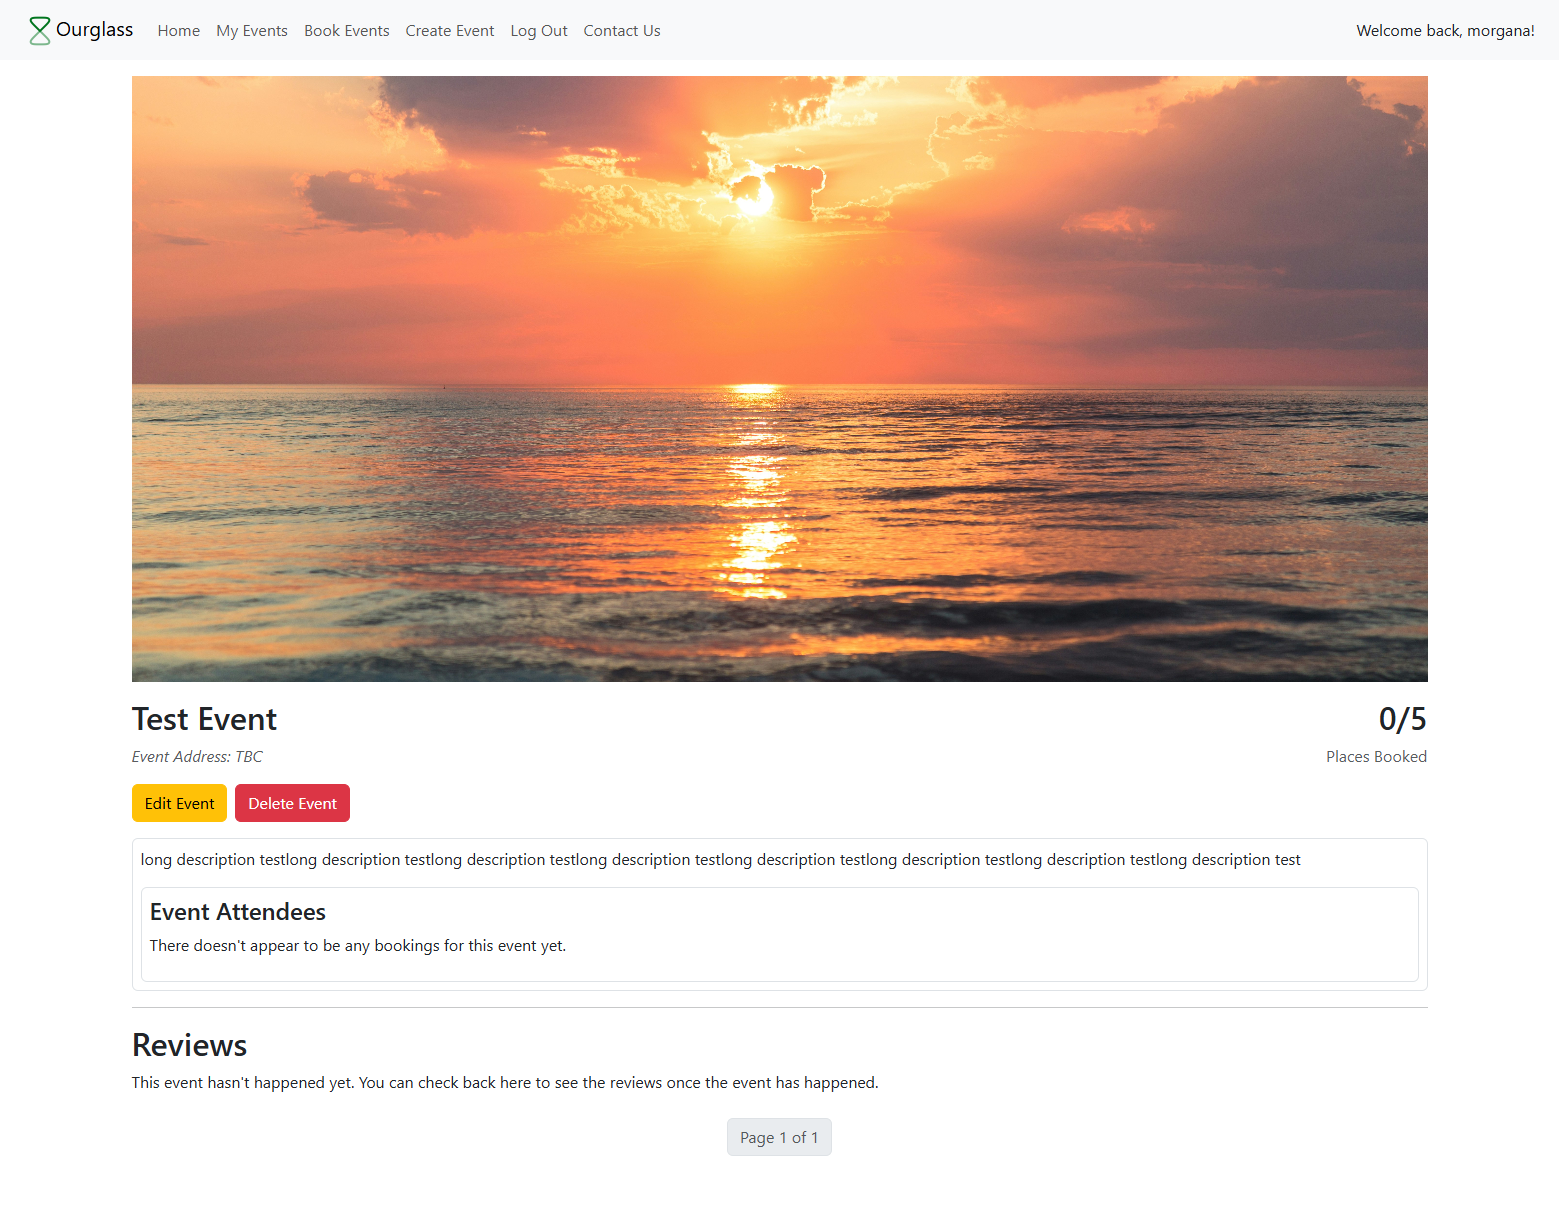 Ourglass Home My Events Book Events Create Event Log Out Contact Us Welcome back, morgana!
Test Event 0/5
Event Address: TBC Places Booked
Edit Event Delete Event
long description testlong description testlong description testlong description testlong description testlong description testlong description testlong description test
Event Attendees
There doesn't appear to be any bookings for this event yet.
Reviews
This event hasn't happened yet. You can check back here to see the reviews once the event has happened.
Page 1 of 1